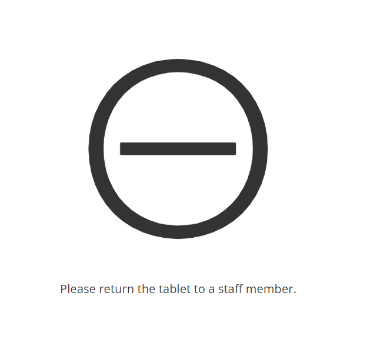 Please return the tablet to a staff member.